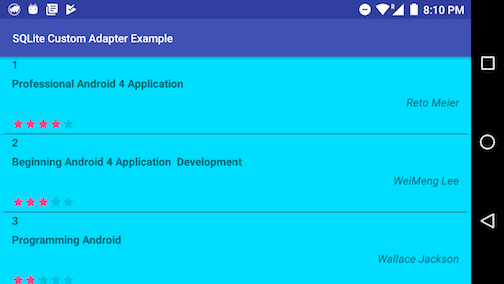 R
8:10 PM
SQLite Custom Adapter Example
1
Professional Android 4 Application
Reto Meier
2
Beginning Android 4 Application  Development
WeiMeng Lee
3
Programming Android
Wallace Jackson